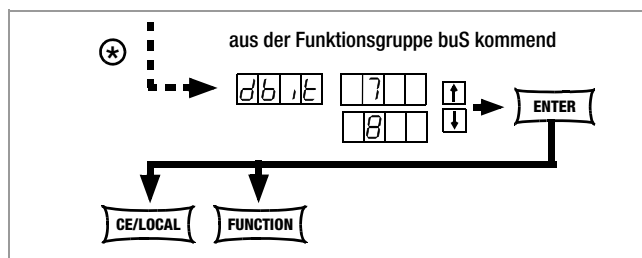 aus der Funktionsgruppe buS kommend
dbit 7 ↑ ENTER
8 ↓
CE/LOCAL FUNCTION